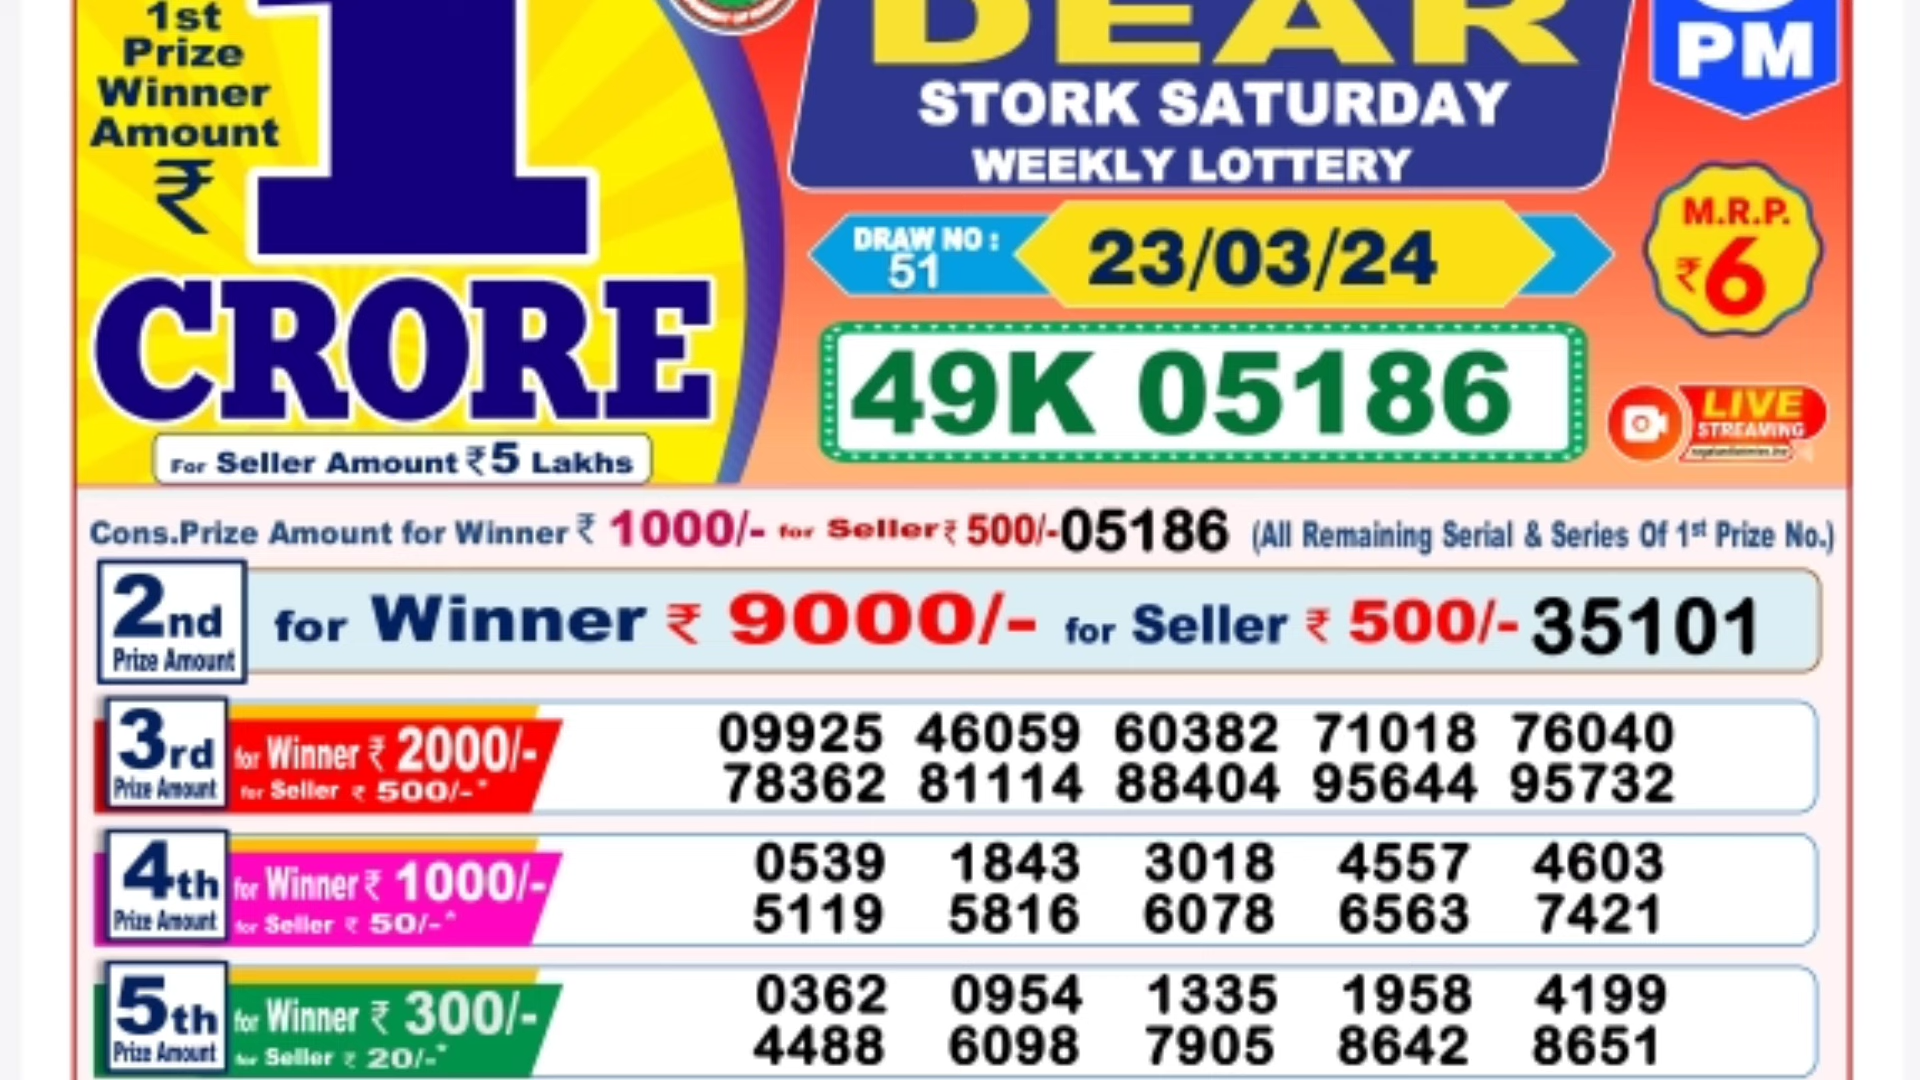 1st
Prize
Winner
Amount
₹
1
CRORE
For Seller Amount ₹5 Lakhs
DEAR
STORK SATURDAY
WEEKLY LOTTERY
PM
DRAW NO :
51
23/03/24
M.R.P.
₹6
49K 05186
LIVE
STREAMING
Cons.Prize Amount for Winner ₹ 1000/- for Seller ₹ 500/-05186 (All Remaining Serial & Series Of 1st Prize No.)
2nd
Prize Amount
for Winner ₹ 9000/- for Seller ₹ 500/- 35101
3rd
Prize Amount
for Winner ₹ 2000/-
for Seller ₹ 500/-*
09925 46059 60382 71018 76040
78362 81114 88404 95644 95732
4th
Prize Amount
for Winner ₹ 1000/-
for Seller ₹ 50/-*
0539 1843 3018 4557 4603
5119 5816 6078 6563 7421
5th
Prize Amount
for Winner ₹ 300/-
for Seller ₹ 20/-*
0362 0954 1335 1958 4199
4488 6098 7905 8642 8651